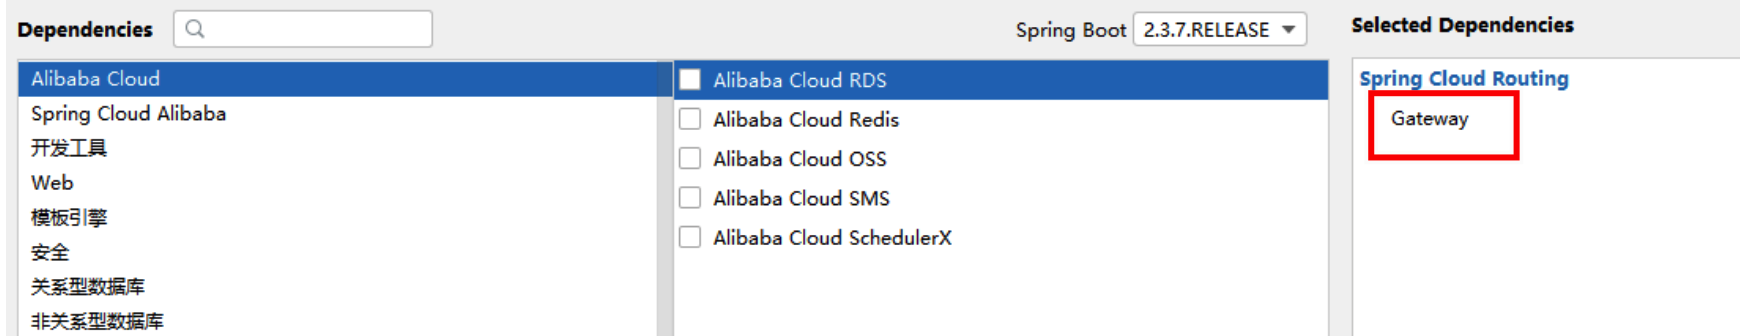 Dependencies
Spring Boot 2.3.7.RELEASE
Selected Dependencies
Alibaba Cloud
Spring Cloud Alibaba
开发工具
Web
模板引擎
安全
关系型数据库
非关系型数据库
Alibaba Cloud RDS
Alibaba Cloud Redis
Alibaba Cloud OSS
Alibaba Cloud SMS
Alibaba Cloud SchedulerX
Spring Cloud Routing
Gateway